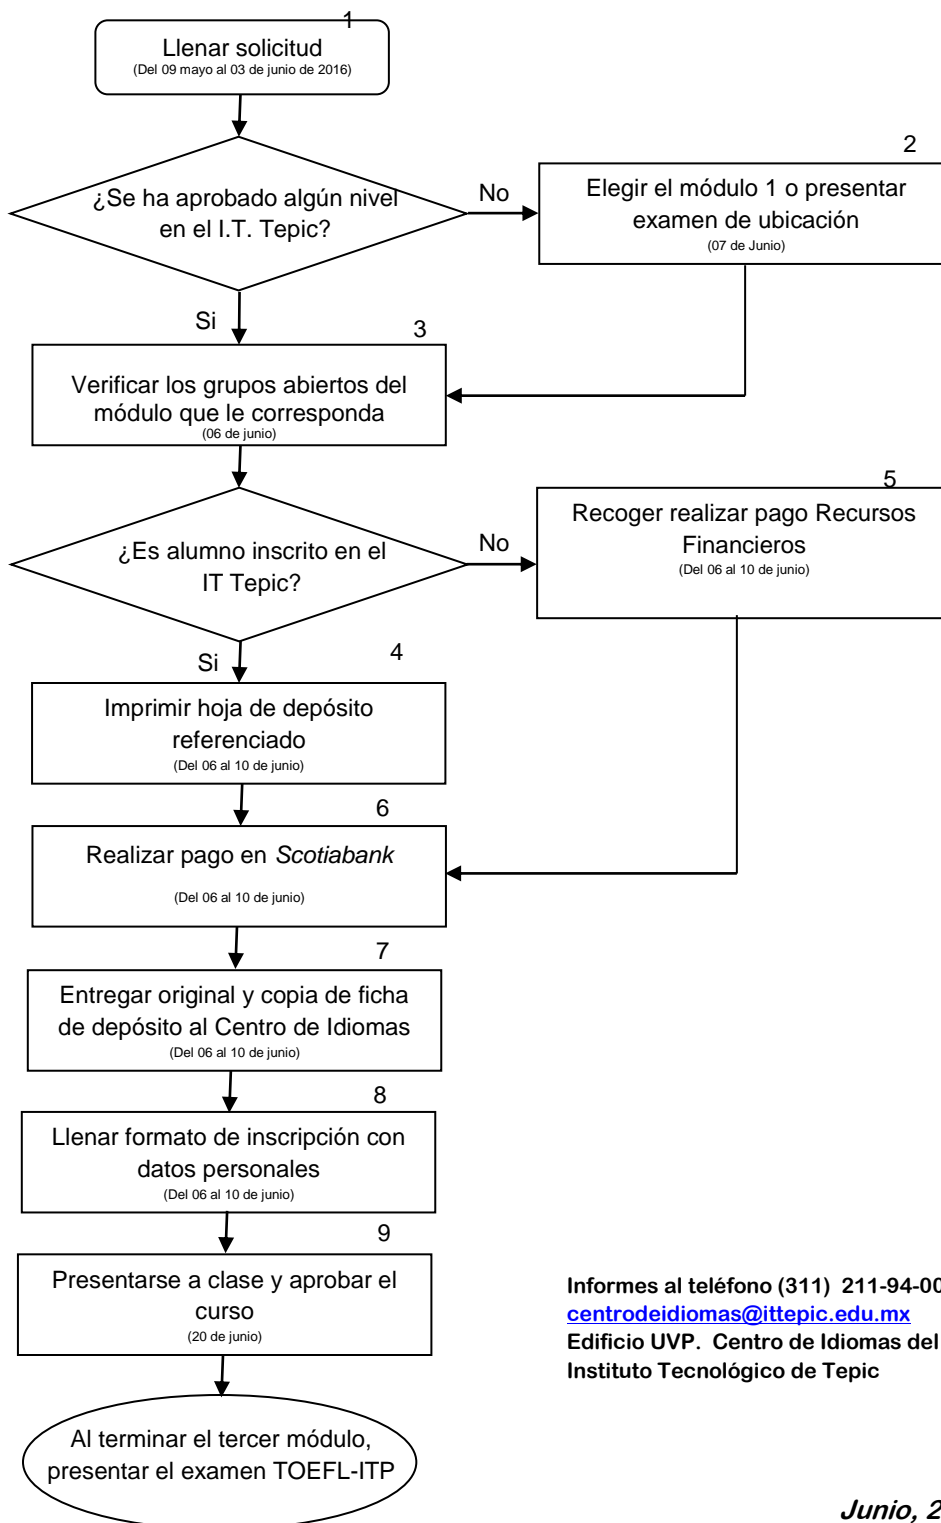 1
Llenar solicitud
(Del 09 mayo al 03 de junio de 2016)
¿Se ha aprobado algún nivel
en el I.T. Tepic?
No
2
Elegir el módulo 1 o presentar
examen de ubicación
(07 de Junio)
Si
3
Verificar los grupos abiertos del
módulo que le corresponda
(06 de junio)
¿Es alumno inscrito en el
IT Tepic?
No
5
Recoger realizar pago Recursos
Financieros
(Del 06 al 10 de junio)
Si
4
Imprimir hoja de depósito
referenciado
(Del 06 al 10 de junio)
6
Realizar pago en Scotiabank
(Del 06 al 10 de junio)
7
Entregar original y copia de ficha
de depósito al Centro de Idiomas
(Del 06 al 10 de junio)
8
Llenar formato de inscripción con
datos personales
(Del 06 al 10 de junio)
9
Presentarse a clase y aprobar el
curso
(20 de junio)
Al terminar el tercer módulo,
presentar el examen TOEFL-ITP
Informes al teléfono (311) 211-94-00
centrodeidiomas@ittepic.edu.mx
Edificio UVP. Centro de Idiomas del
Instituto Tecnológico de Tepic
Junio, 2